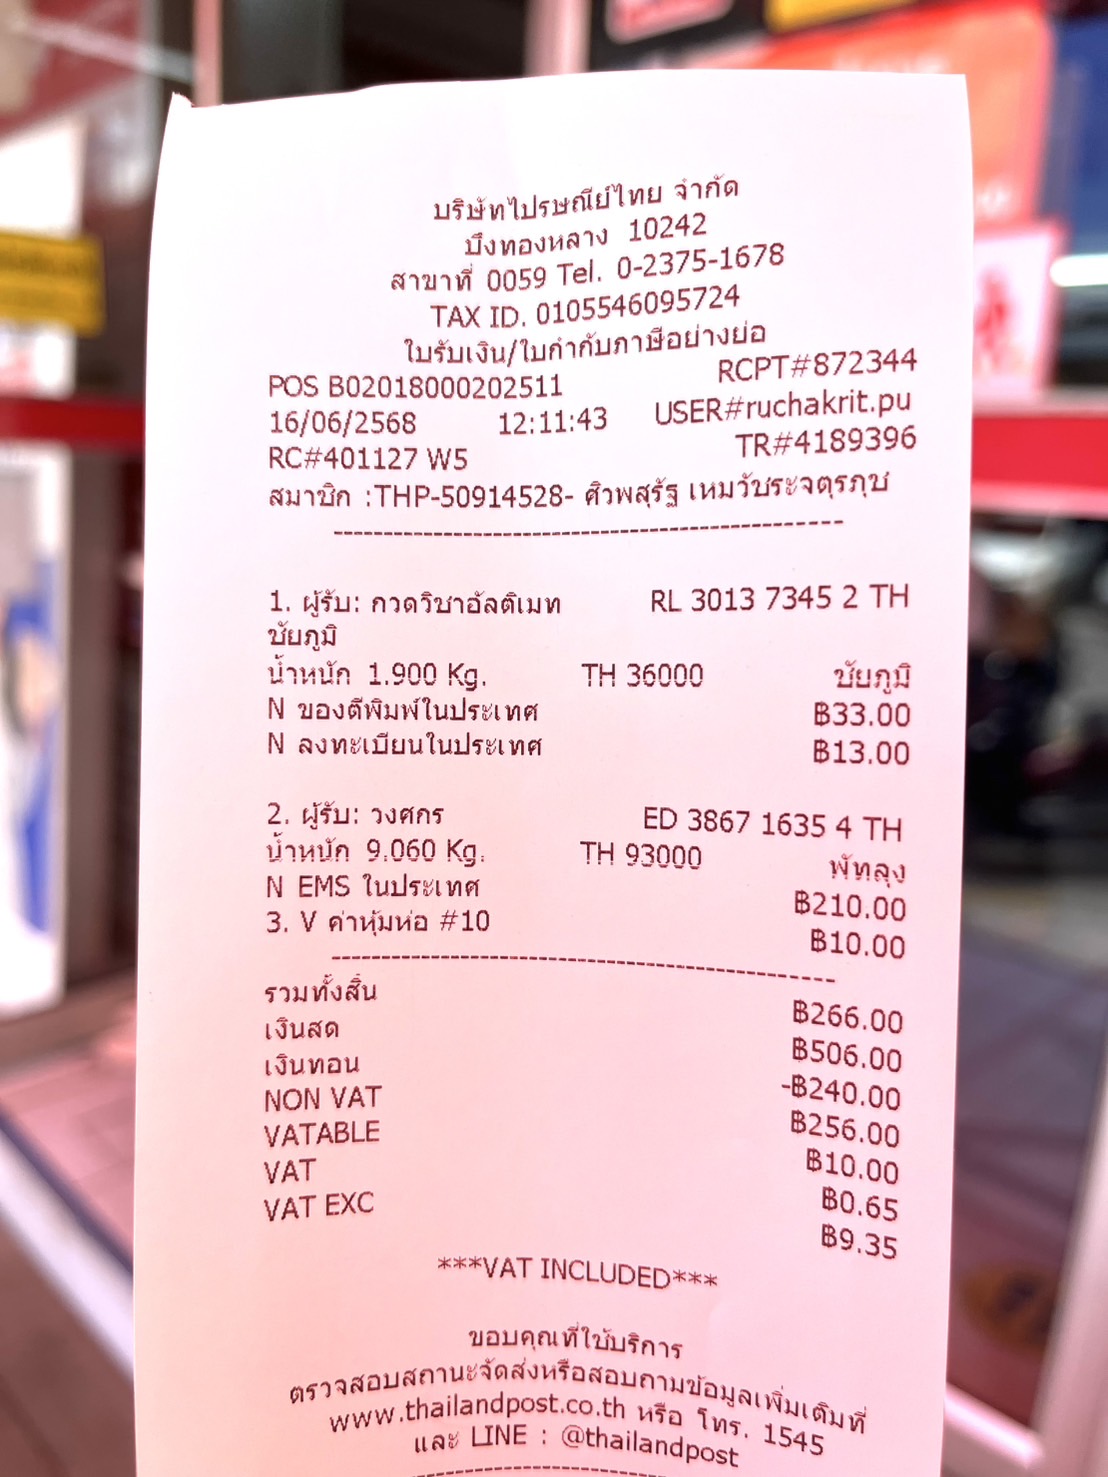 บริษัทไปรษณีย์ไทย จำกัด
บึงทองหลาง 10242
สาขาที่ 0059 Tel. 0-2375-1678
TAX ID. 0105546095724
ใบรับเงิน/ใบกำกับภาษีอย่างย่อ
POS B02018000202511 RCPT#872344
16/06/2568 12:11:43 USER#ruchakrit.pu
RC#401127 W5 TR#4189396
สมาชิก :THP-50914528- ศิวพสุรัฐ เหมวัชระจตุรภุช
------------------------------------------------
1. ผู้รับ: กวดวิชาอัลติเมท RL 3013 7345 2 TH
ชัยภูมิ
น้ำหนัก 1.900 Kg. TH 36000 ชัยภูมิ
N ของตีพิมพ์ในประเทศ ฿33.00
N ลงทะเบียนในประเทศ ฿13.00
2. ผู้รับ: วงศกร ED 3867 1635 4 TH
น้ำหนัก 9.060 Kg. TH 93000 พัทลุง
N EMS ในประเทศ ฿210.00
3. V ค่าหุ้มห่อ #10 ฿10.00
------------------------------------------------
รวมทั้งสิ้น ฿266.00
เงินสด ฿506.00
เงินทอน -฿240.00
NON VAT ฿256.00
VATABLE ฿10.00
VAT ฿0.65
VAT EXC ฿9.35
***VAT INCLUDED***
ขอบคุณที่ใช้บริการ
ตรวจสอบสถานะจัดส่งหรือสอบถามข้อมูลเพิ่มเติมที่
www.thailandpost.co.th หรือ โทร. 1545
และ LINE : @thailandpost
------------------------------------------------